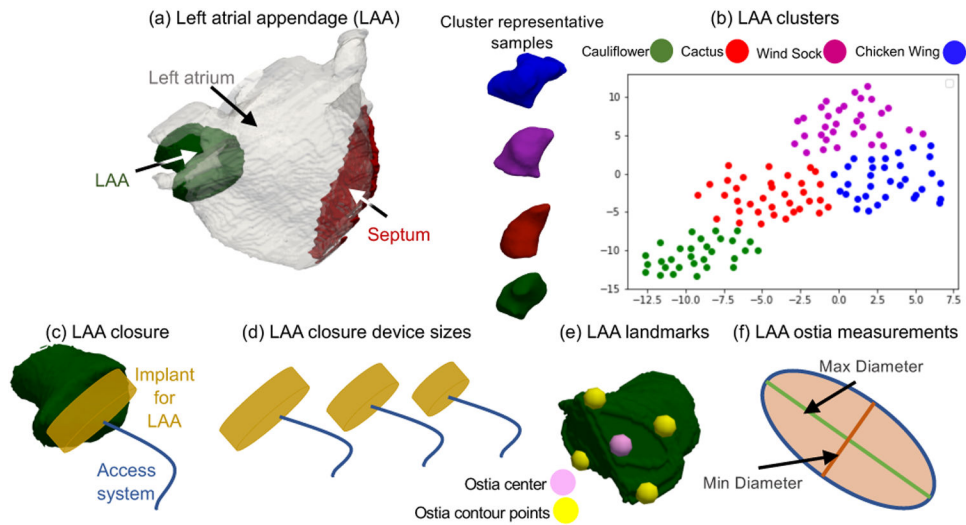 (a) Left atrial appendage (LAA)
Left atrium
LAA
Septum
Cluster representative
samples
(b) LAA clusters
Cauliflower Cactus Wind Sock Chicken Wing
10
5
0
−5
−10
−15
−12.5 −10.0 −7.5 −5.0 −2.5 0.0 2.5 5.0 7.5
(c) LAA closure
Implant
for
LAA
Access
system
(d) LAA closure device sizes
(e) LAA landmarks
Ostia center
Ostia contour points
(f) LAA ostia measurements
Max Diameter
Min Diameter